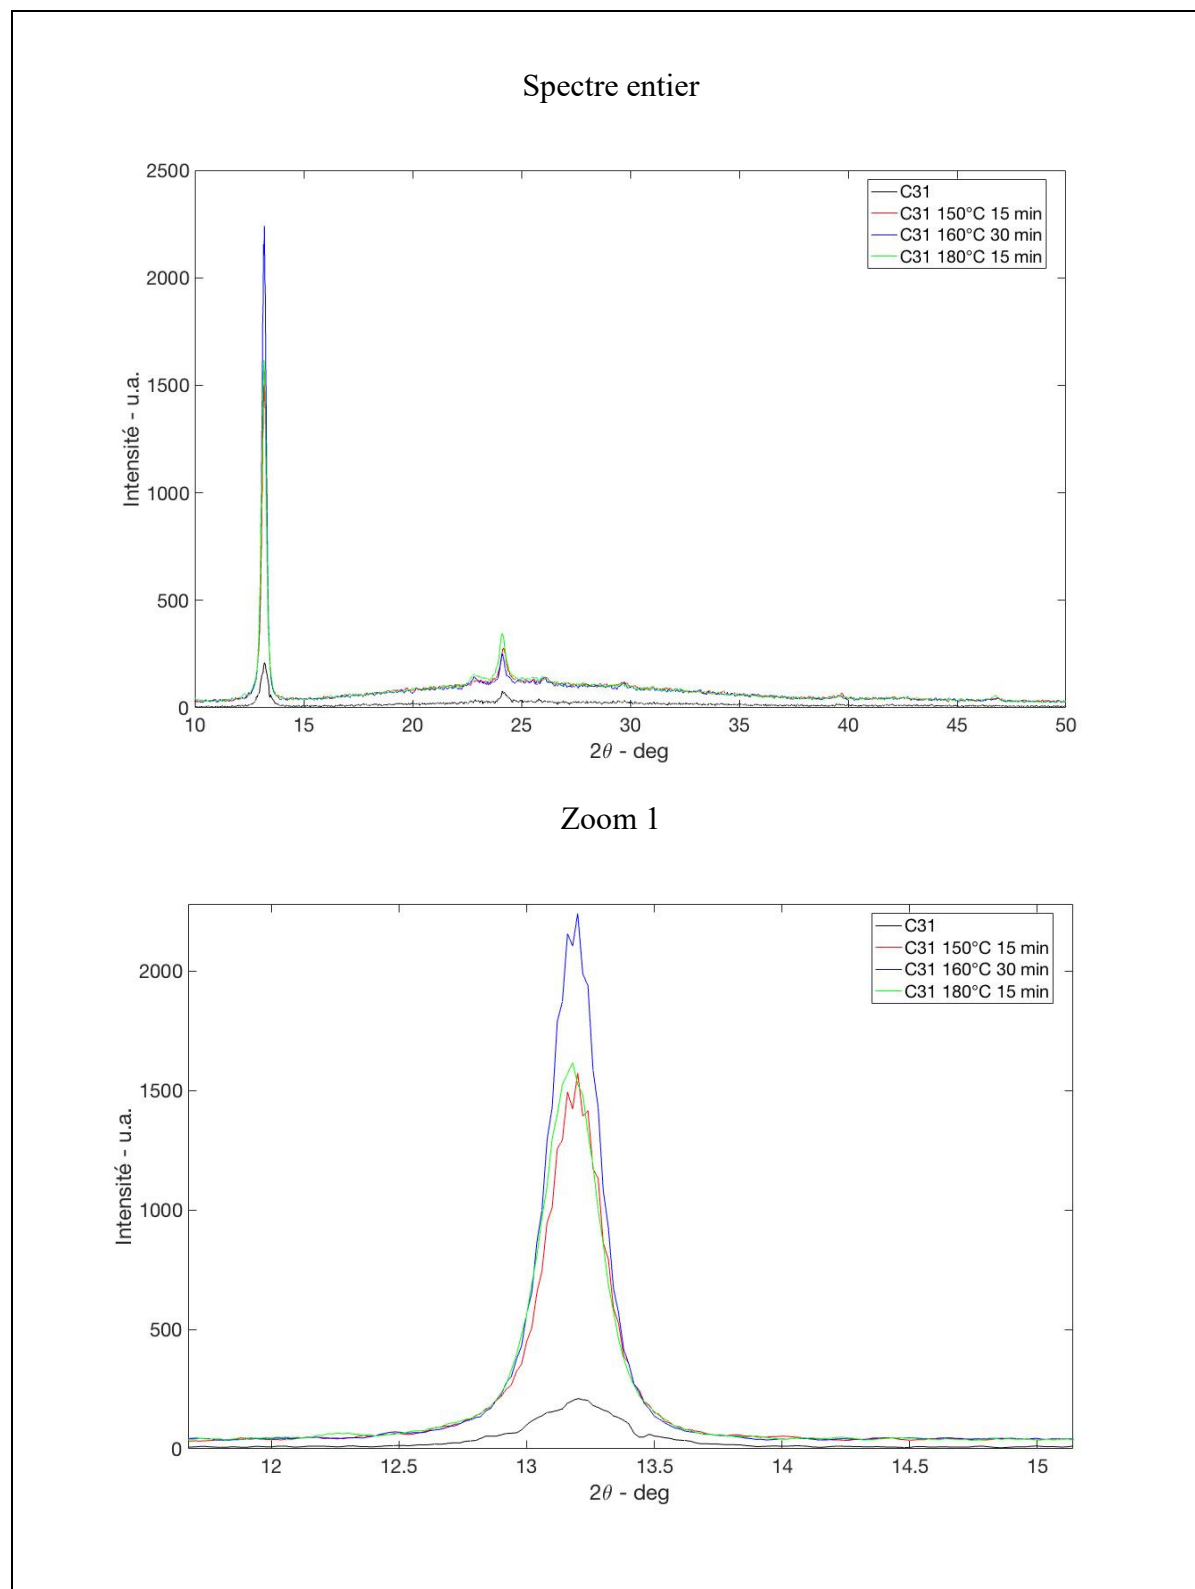 Spectre entier
2500
2000
1500
1000
500
0
Intensité - u.a.
C31
C31 150°C 15 min
C31 160°C 30 min
C31 180°C 15 min
10 15 20 25 30 35 40 45 50
2θ - deg
Zoom 1
2000
1500
1000
500
0
Intensité - u.a.
C31
C31 150°C 15 min
C31 160°C 30 min
C31 180°C 15 min
12 12.5 13 13.5 14 14.5 15
2θ - deg